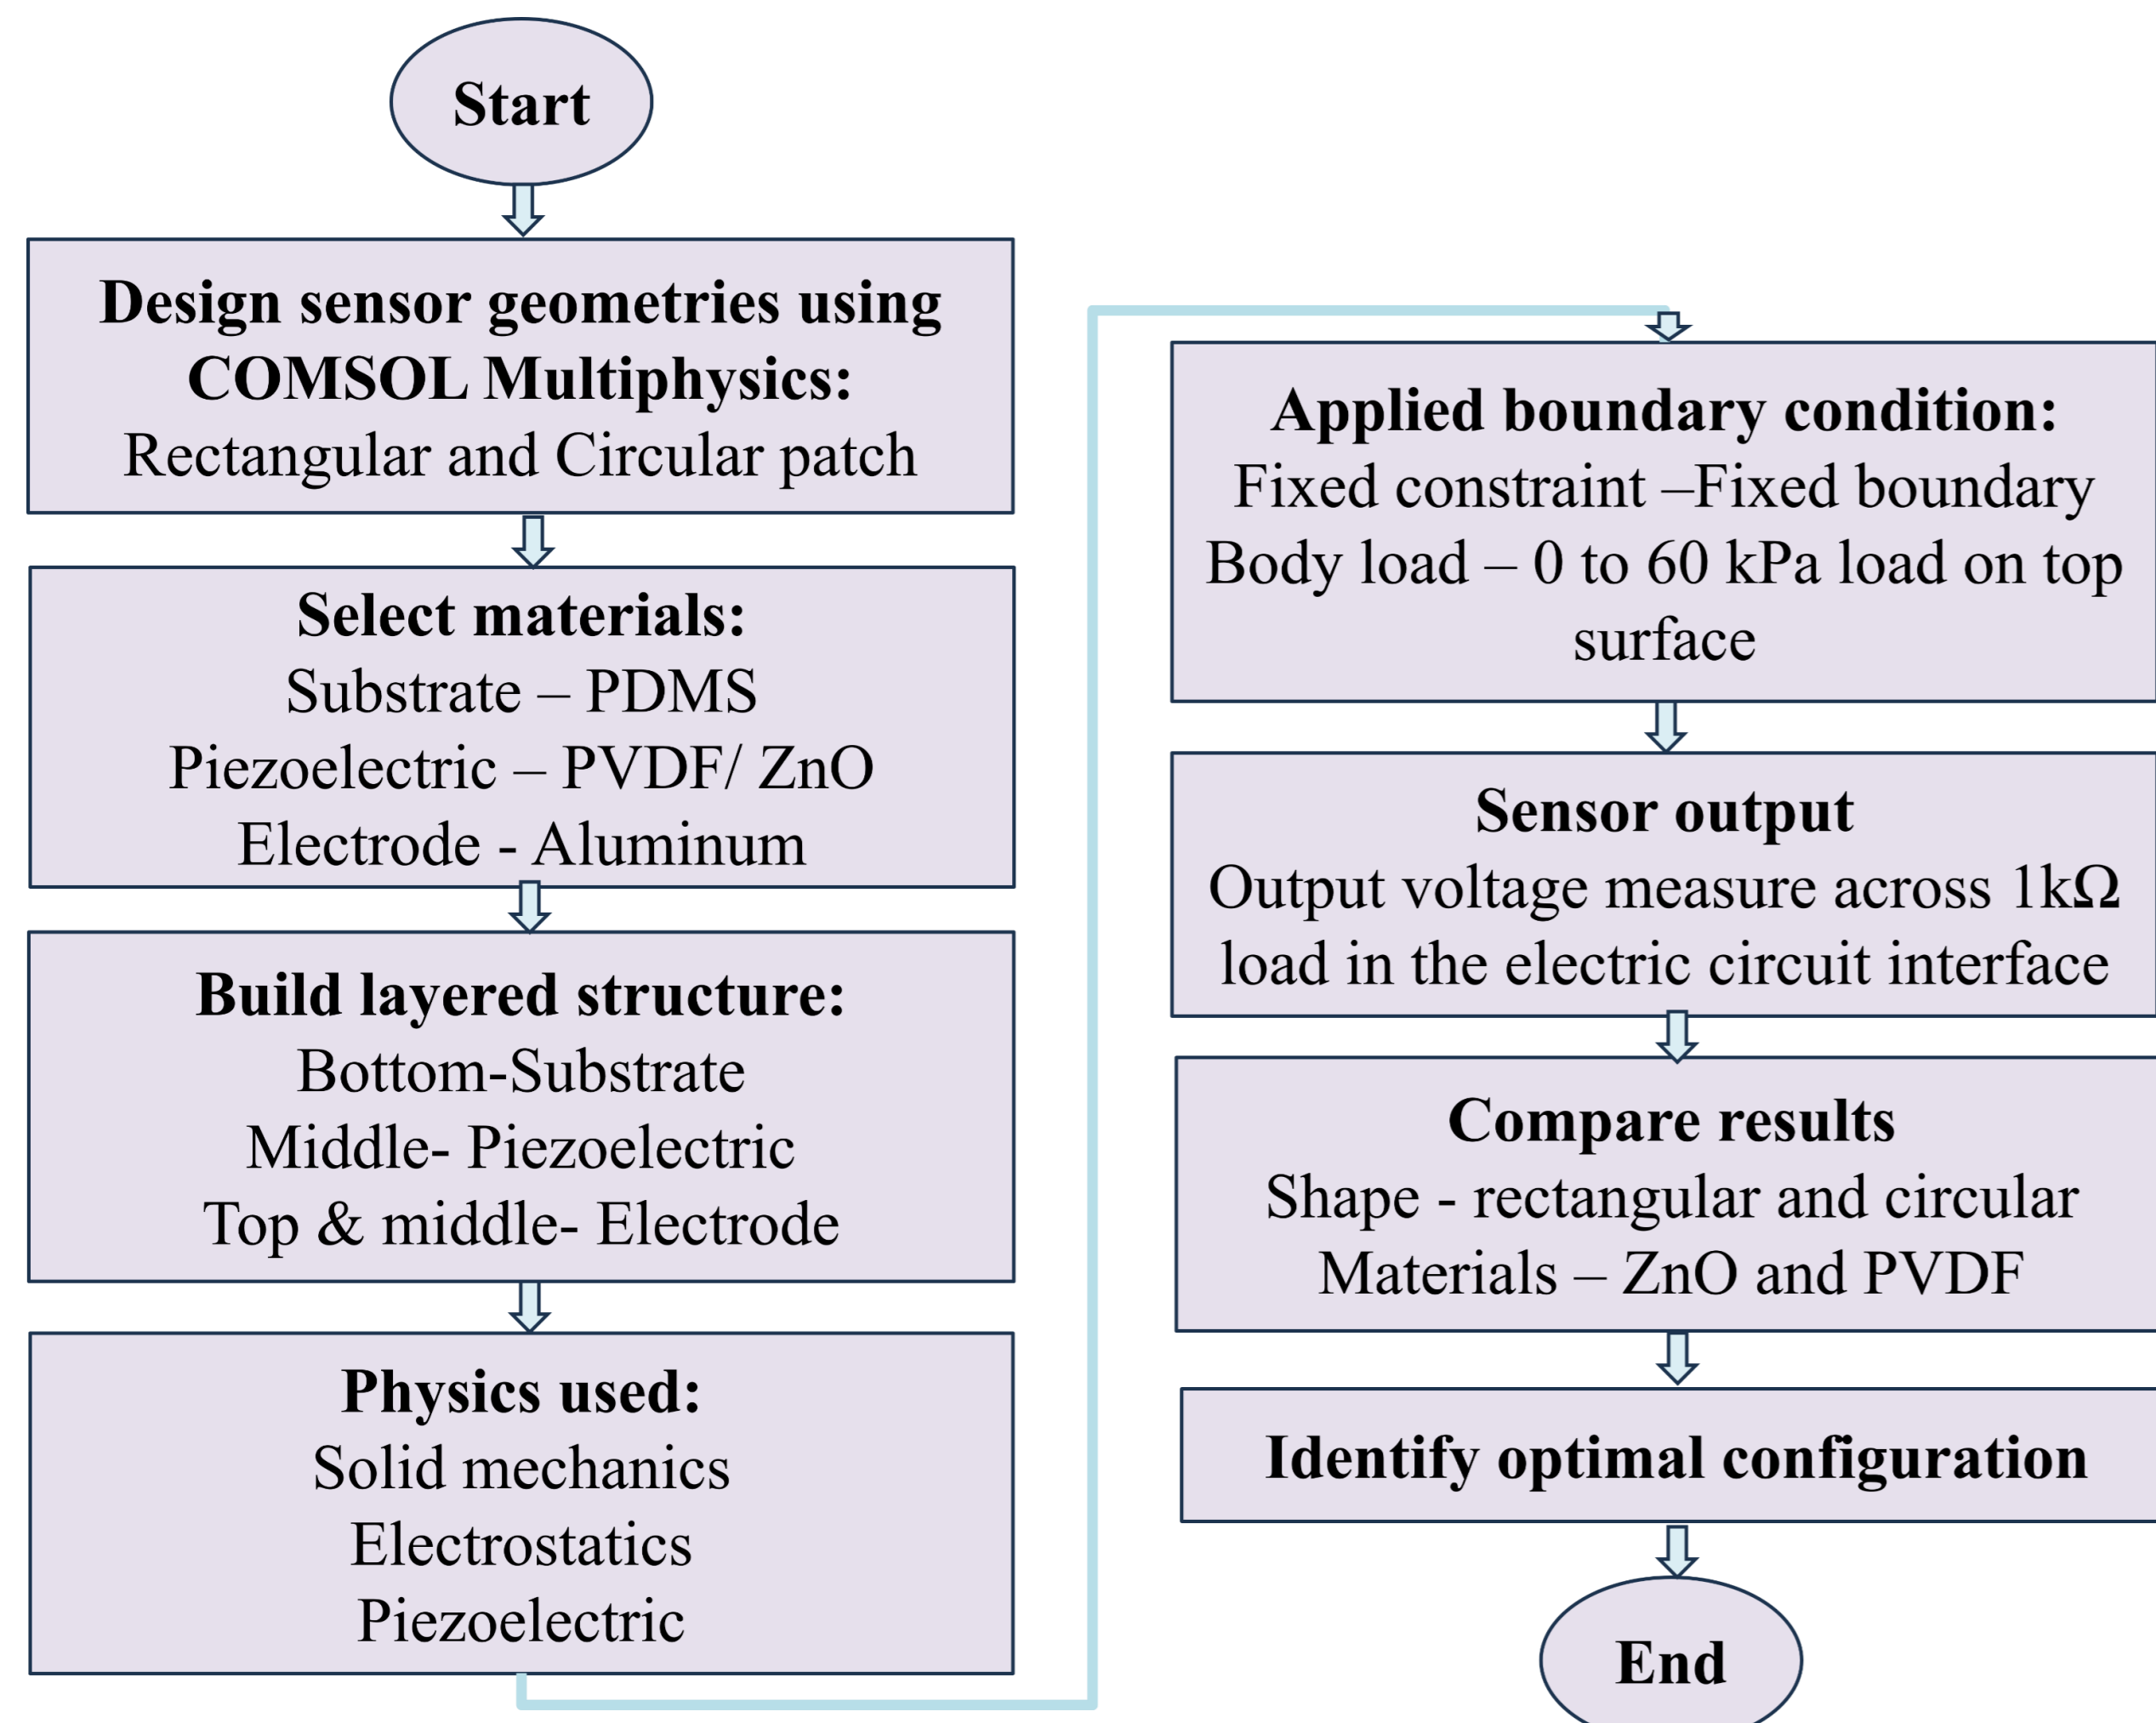 Start
Design sensor geometries using
COMSOL Multiphysics:
Rectangular and Circular patch
Select materials:
Substrate – PDMS
Piezoelectric – PVDF/ ZnO
Electrode - Aluminum
Build layered structure:
Bottom-Substrate
Middle- Piezoelectric
Top & middle- Electrode
Physics used:
Solid mechanics
Electrostatics
Piezoelectric
Applied boundary condition:
Fixed constraint –Fixed boundary
Body load – 0 to 60 kPa load on top
surface
Sensor output
Output voltage measure across 1kΩ
load in the electric circuit interface
Compare results
Shape - rectangular and circular
Materials – ZnO and PVDF
Identify optimal configuration
End